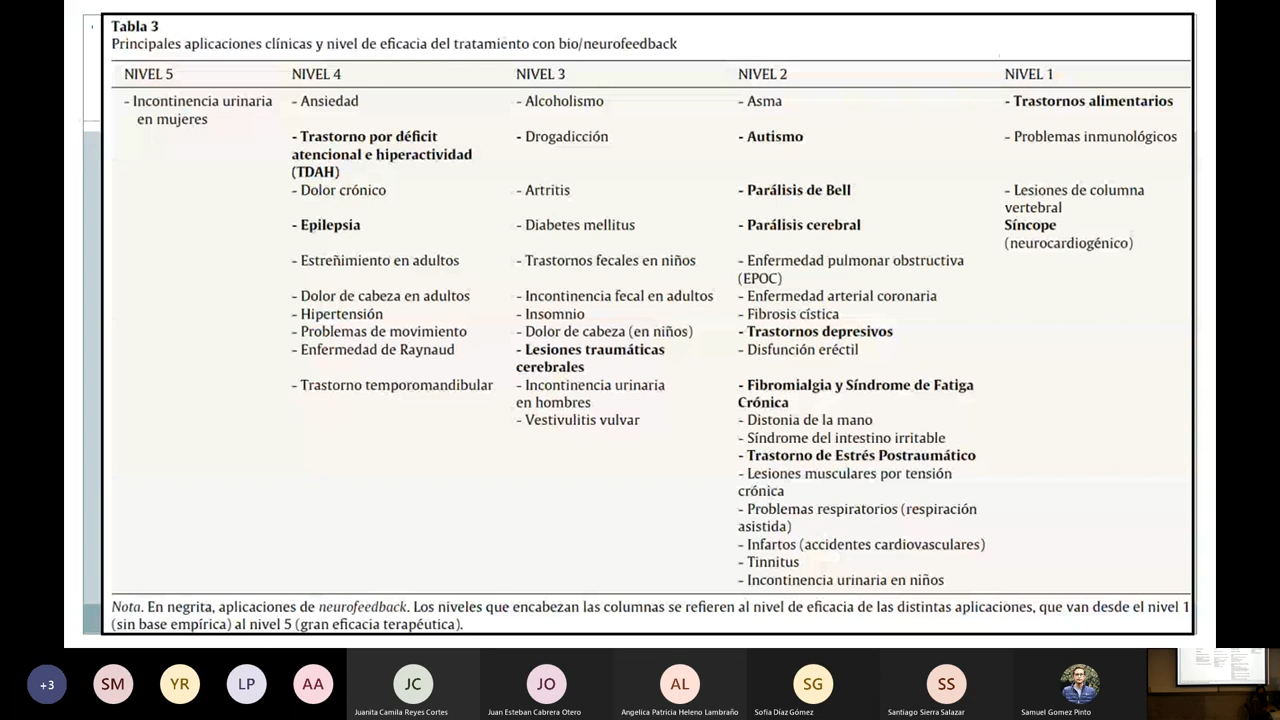 Tabla 3
Principales aplicaciones clínicas y nivel de eficacia del tratamiento con bio/neurofeedback
NIVEL 5
- Incontinencia urinaria
en mujeres
NIVEL 4
- Ansiedad
- Trastorno por déficit
atencional e hiperactividad
(TDAH)
- Dolor crónico
- Epilepsia
- Estreñimiento en adultos
- Dolor de cabeza en adultos
- Hipertensión
- Problemas de movimiento
- Enfermedad de Raynaud
- Trastorno temporomandibular
NIVEL 3
- Alcoholismo
- Drogadicción
- Artritis
- Diabetes mellitus
- Trastornos fecales en niños
- Incontinencia fecal en adultos
- Insomnio
- Dolor de cabeza (en niños)
- Lesiones traumáticas
cerebrales
- Incontinencia urinaria
en hombres
- Vestivulitis vulvar
NIVEL 2
- Asma
- Autismo
- Parálisis de Bell
- Parálisis cerebral
- Enfermedad pulmonar obstructiva
(EPOC)
- Enfermedad arterial coronaria
- Fibrosis cística
- Trastornos depresivos
- Disfunción eréctil
- Fibromialgia y Síndrome de Fatiga
Crónica
- Distonia de la mano
- Síndrome del intestino irritable
- Trastorno de Estrés Postraumático
- Lesiones musculares por tensión
crónica
- Problemas respiratorios (respiración
asistida)
- Infartos (accidentes cardiovasculares)
- Tinnitus
- Incontinencia urinaria en niños
NIVEL 1
- Trastornos alimentarios
- Problemas inmunológicos
- Lesiones de columna
vertebral
Síncope
(neurocardiogénico)
Nota. En negrita, aplicaciones de neurofeedback. Los niveles que encabezan las columnas se refieren al nivel de eficacia de las distintas aplicaciones, que van desde el nivel 1
(sin base empírica) al nivel 5 (gran eficacia terapéutica).
+3
SM
YR
LP
AA
JC
Juanita Camila Reyes Cortes
JO
Juan Esteban Cabrera Otero
AL
Angelica Patricia Heleno Lambraño
SG
Sofia Díaz Gómez
SS
Santiago Sierra Salazar
Samuel Gomez Pinto